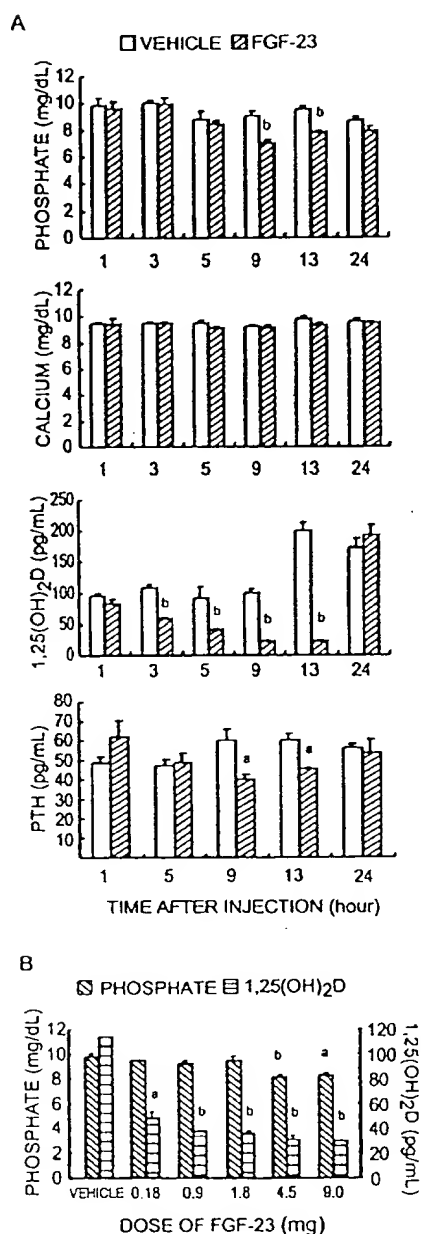 A
VEHICLE FGF-23
PHOSPHATE (mg/dL)
12
10
8
6
4
2
0
b b
1 3 5 9 13 24
CALCIUM (mg/dL)
12
10
8
6
4
2
0
1 3 5 9 13 24
1,25(OH)2D (pg/mL)
250
200
150
100
50
0
b b b b
1 3 5 9 13 24
PTH (pg/mL)
80
70
60
50
40
30
20
10
a a
1 5 9 13 24
TIME AFTER INJECTION (hour)
B
PHOSPHATE 1,25(OH)2D
PHOSPHATE (mg/dL)
12
10
8
6
4
2
0
a b b b b a b
120
100
80
60
40
20
0
1,25(OH)2D (pg/mL)
VEHICLE 0.18 0.9 1.8 4.5 9.0
DOSE OF FGF-23 (mg)